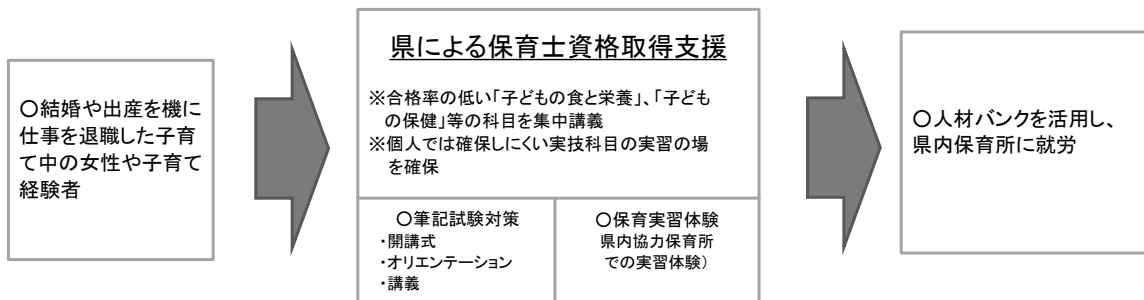 〇結婚や出産を機に
仕事を退職した子育
て中の女性や子育て
経験者
県による保育士資格取得支援
※合格率の低い「子どもの食と栄養」、「子ども
の保健」等の科目を集中講義
※個人では確保しにくい実技科目の実習の場
を確保
〇筆記試験対策
・開講式
・オリエンテーション
・講義
〇保育実習体験
県内協力保育所
での実習体験）
〇人材バンクを活用し、
県内保育所に就労